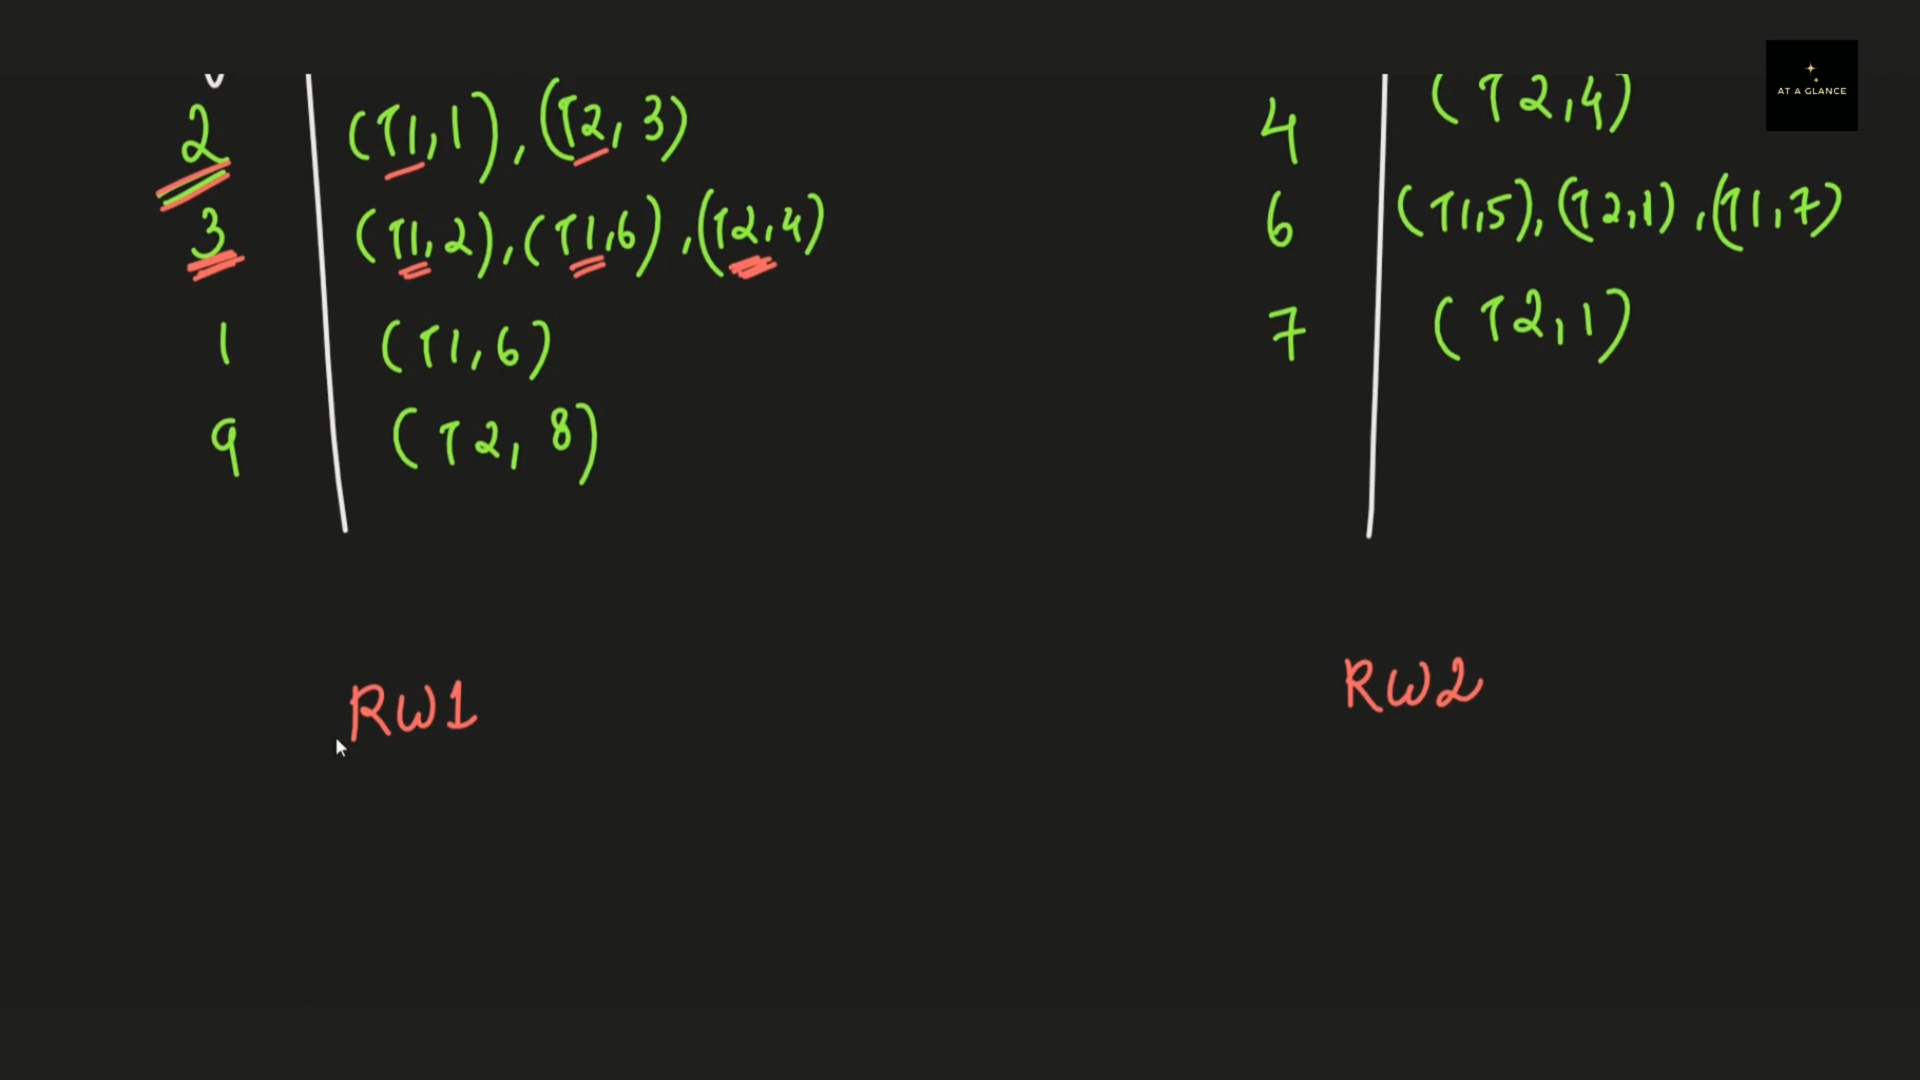 2 (T1,1), (T2,3)
3 (T1,2), (T1,6), (T2,4)
1 (T1,6)
9 (T2,8)
RW1
4 (T2,4)
6 (T1,5), (T2,1), (T1,7)
7 (T2,1)
RW2
AT A GLANCE